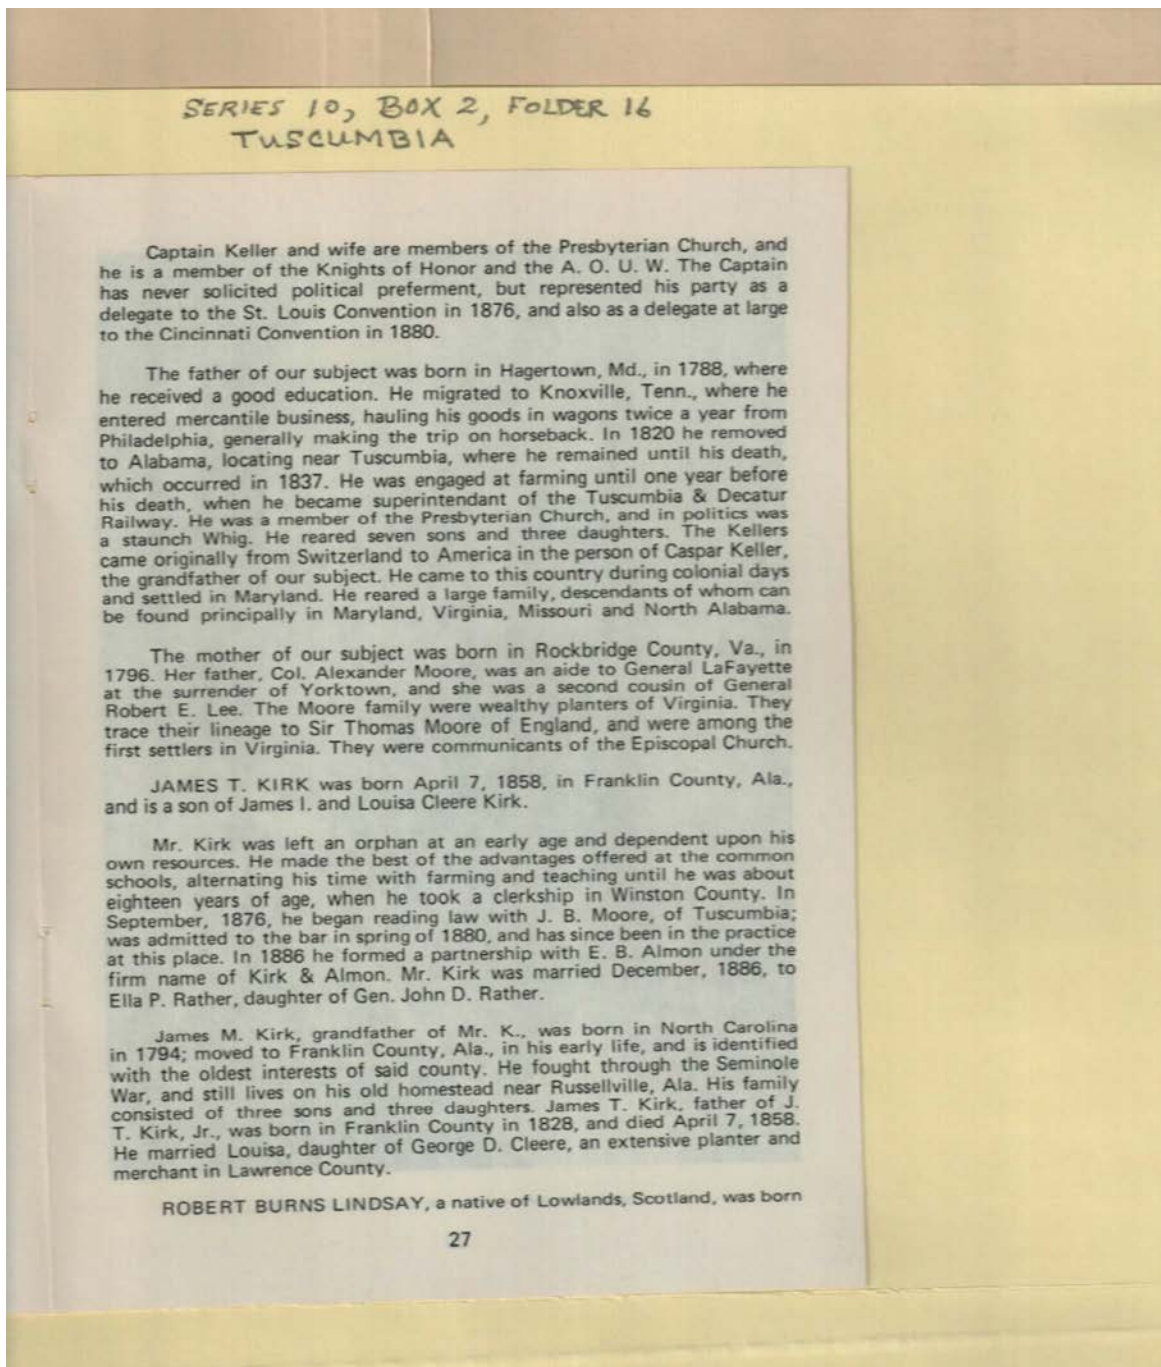 SERIES 10, BOX 2, FOLDER 16
TUSCUMBIA
Captain Keller and wife are members of the Presbyterian Church, and
he is a member of the Knights of Honor and the A. O. U. W. The Captain
has never solicited political preferment, but represented his party as a
delegate to the St. Louis Convention in 1876, and also as a delegate at large
to the Cincinnati Convention in 1880.
The father of our subject was born in Hagertown, Md., in 1788, where
he received a good education. He migrated to Knoxville, Tenn., where he
entered mercantile business, hauling his goods in wagons twice a year from
Philadelphia, generally making the trip on horseback. In 1820 he removed
to Alabama, locating near Tuscumbia, where he remained until his death,
which occurred in 1837. He was engaged at farming until one year before
his death, when he became superintendant of the Tuscumbia & Decatur
Railway. He was a member of the Presbyterian Church, and in politics was
a staunch Whig. He reared seven sons and three daughters. The Kellers
came originally from Switzerland to America in the person of Caspar Keller,
the grandfather of our subject. He came to this country during colonial days
and settled in Maryland. He reared a large family, descendants of whom can
be found principally in Maryland, Virginia, Missouri and North Alabama.
The mother of our subject was born in Rockbridge County, Va., in
1796. Her father, Col. Alexander Moore, was an aide to General LaFayette
at the surrender of Yorktown, and she was a second cousin of General
Robert E. Lee. The Moore family were wealthy planters of Virginia. They
trace their lineage to Sir Thomas Moore of England, and were among the
first settlers in Virginia. They were communicants of the Episcopal Church.
JAMES T. KIRK was born April 7, 1858, in Franklin County, Ala.,
and is a son of James I. and Louisa Cleere Kirk.
Mr. Kirk was left an orphan at an early age and dependent upon his
own resources. He made the best of the advantages offered at the common
schools, alternating his time with farming and teaching until he was about
eighteen years of age, when he took a clerkship in Winston County. In
September, 1876, he began reading law with J. B. Moore, of Tuscumbia;
was admitted to the bar in spring of 1880, and has since been in the practice
at this place. In 1886 he formed a partnership with E. B. Almon under the
firm name of Kirk & Almon. Mr. Kirk was married December, 1886, to
Ella P. Rather, daughter of Gen. John D. Rather.
James M. Kirk, grandfather of Mr. K., was born in North Carolina
in 1794; moved to Franklin County, Ala., in his early life, and is identified
with the oldest interests of said county. He fought through the Seminole
War, and still lives on his old homestead near Russellville, Ala. His family
consisted of three sons and three daughters. James T. Kirk, father of J.
T. Kirk, Jr., was born in Franklin County in 1828, and died April 7, 1858.
He married Louisa, daughter of George D. Cleere, an extensive planter and
merchant in Lawrence County.
ROBERT BURNS LINDSAY, a native of Lowlands, Scotland, was born
27